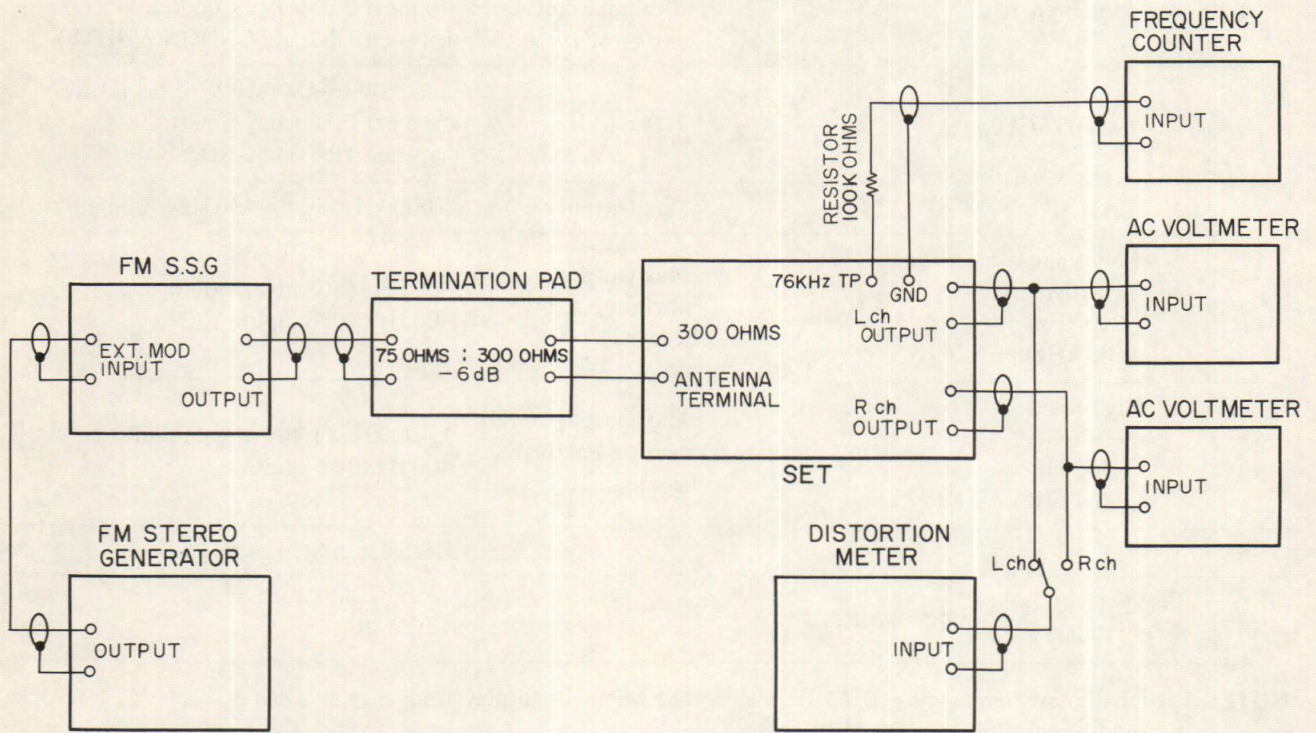 FREQUENCY
COUNTER
INPUT
RESISTOR
100K OHMS
AC VOLTMETER
INPUT
FM S.S.G
EXT. MOD
INPUT
OUTPUT
TERMINATION PAD
75 OHMS : 300 OHMS
−6dB
300 OHMS
ANTENNA
TERMINAL
76KHz TP
GND
L ch
OUTPUT
R ch
OUTPUT
SET
AC VOLTMETER
INPUT
FM STEREO
GENERATOR
OUTPUT
DISTORTION
METER
INPUT
L ch
R ch